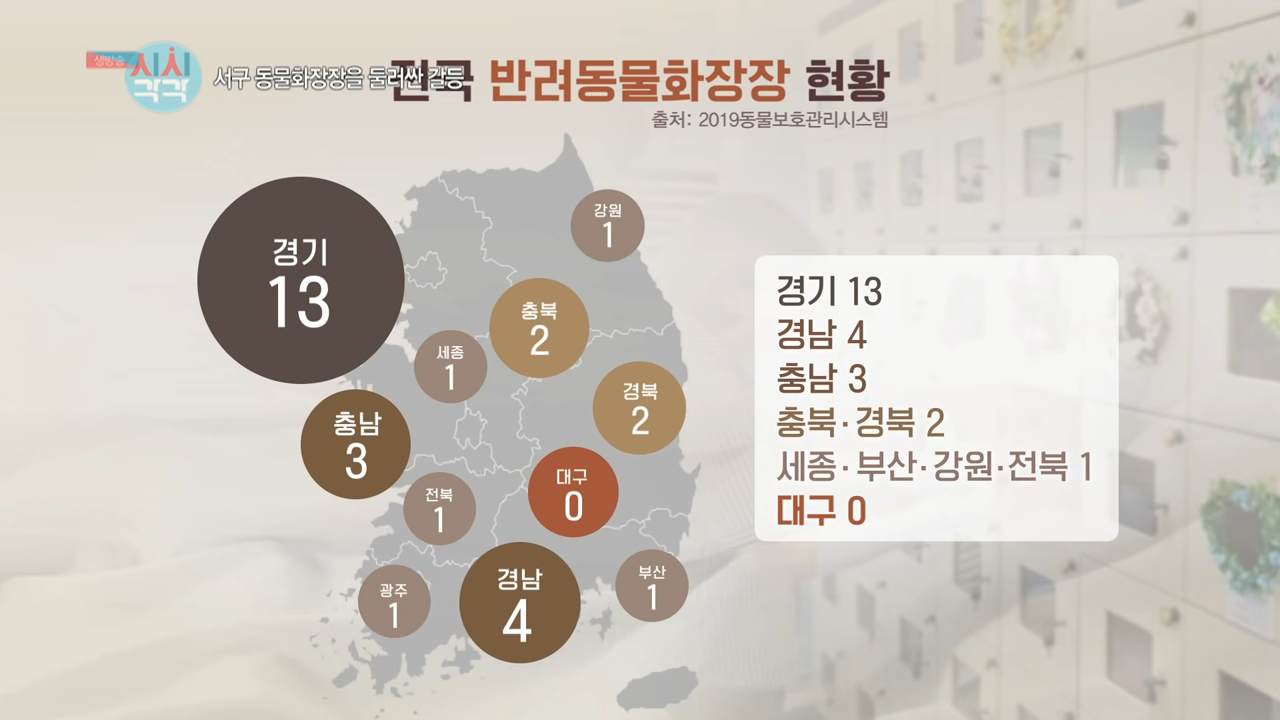 생방송
시시각각
서구 동물화장장을 둘러싼 갈등
전국 반려동물화장장 현황
출처: 2019동물보호관리시스템
강원
1
경기
13
충북
2
세종
1
경북
2
충남
3
대구
0
전북
1
경남
4
부산
1
광주
1
경기 13
경남 4
충남 3
충북·경북 2
세종·부산·강원·전북 1
대구 0